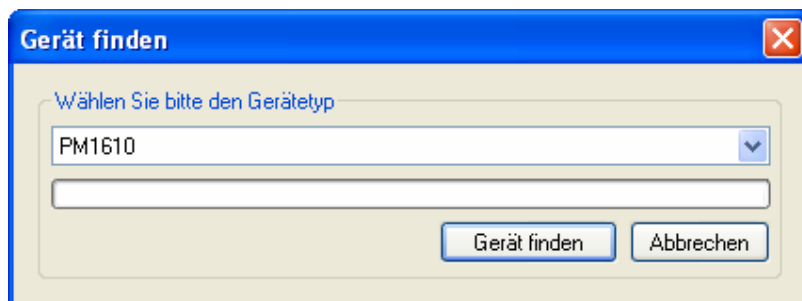 Gerät finden
Wählen Sie bitte den Gerätetyp
PM1610
Gerät finden Abbrechen